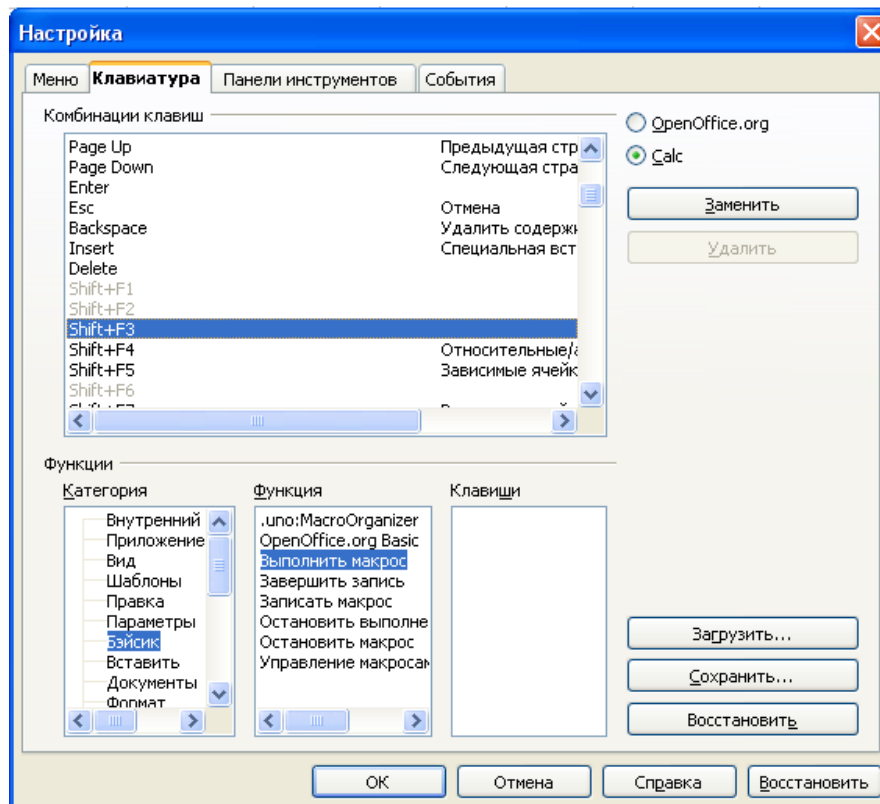 Настройка
Меню Клавиатура Панели инструментов События
Комбинации клавиш
Page Up Предыдущая стр
Page Down Следующая стра
Enter
Esc Отмена
Backspace Удалить содержи
Insert Специальная вст
Delete
Shift+F1
Shift+F2
Shift+F3
Shift+F4 Относительные/а
Shift+F5 Зависимые ячейк
Shift+F6
OpenOffice.org
Calc
Заменить
Удалить
Функции
Категория
Внутренний
Приложение
Вид
Шаблоны
Правка
Параметры
Бэйсик
Вставить
Документы
Формат
Функция
.uno:MacroOrganizer
OpenOffice.org Basic
Выполнить макрос
Завершить запись
Записать макрос
Остановить выполне
Остановить макрос
Управление макросам
Клавиши
Загрузить...
Сохранить...
Восстановить
ОК Отмена Справка Восстановить